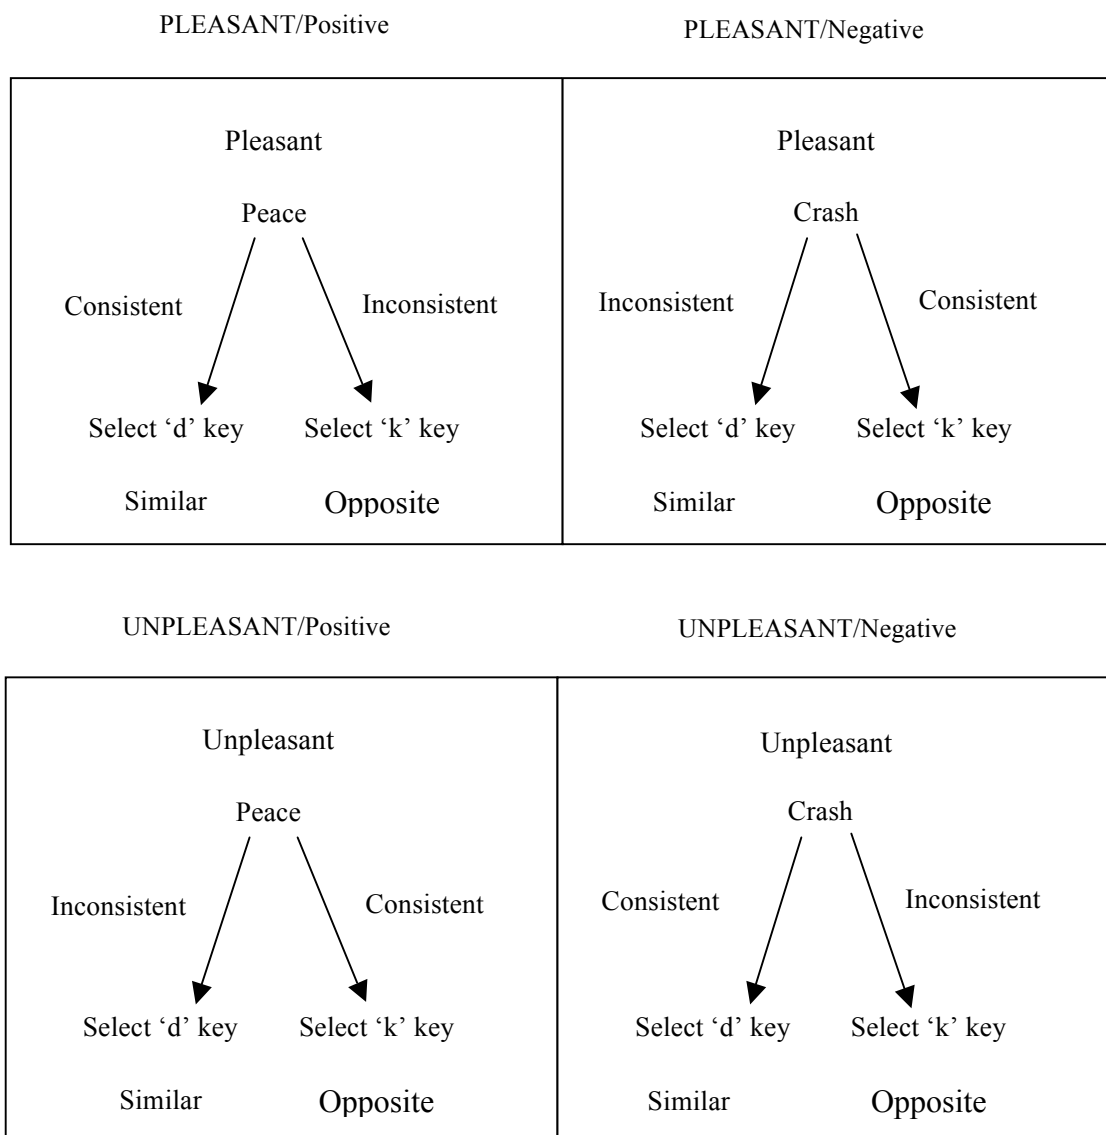 PLEASANT/Positive
PLEASANT/Negative
Pleasant
Peace
Consistent
Inconsistent
Select ‘d’ key
Select ‘k’ key
Similar
Opposite
Pleasant
Crash
Inconsistent
Consistent
Select ‘d’ key
Select ‘k’ key
Similar
Opposite
UNPLEASANT/Positive
UNPLEASANT/Negative
Unpleasant
Peace
Inconsistent
Consistent
Select ‘d’ key
Select ‘k’ key
Similar
Opposite
Unpleasant
Crash
Consistent
Inconsistent
Select ‘d’ key
Select ‘k’ key
Similar
Opposite